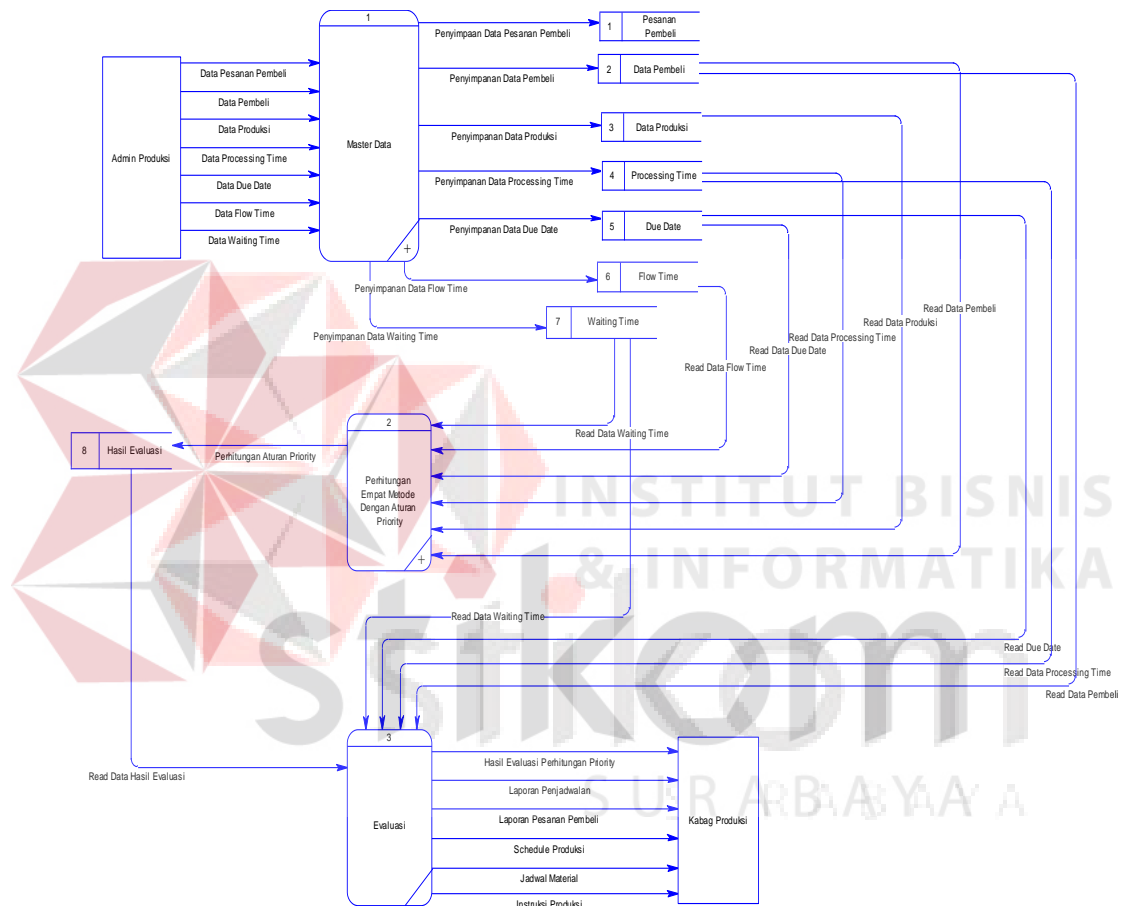 1
Master Data
Admin Produksi
Data Pesanan Pembeli
Data Pembeli
Data Produksi
Data Processing Time
Data Due Date
Data Flow Time
Data Waiting Time
Penyimpaan Data Pesanan Pembeli
Penyimpanan Data Pembeli
Penyimpanan Data Produksi
Penyimpanan Data Processing Time
Penyimpanan Data Due Date
Penyimpanan Data Flow Time
Penyimpanan Data Waiting Time
1
Pesanan
Pembeli
2 Data Pembeli
3 Data Produksi
4 Processing Time
5 Due Date
6 Flow Time
7 Waiting Time
Read Data Pembeli
Read Data Produksi
Read Data Processing Time
Read Data Due Date
Read Data Flow Time
Read Data Waiting Time
2
Perhitungan
Empat Metode
Dengan Aturan
Priority
Perhitungan Aturan Priority
8 Hasil Evaluasi
INSTITUT BISNIS
& INFORMATIKA
stikom
SURABAYA
Read Data Waiting Time
Read Due Date
Read Data Processing Time
Read Data Pembeli
Read Data Hasil Evaluasi
3
Evaluasi
Hasil Evaluasi Perhitungan Priority
Laporan Penjadwalan
Laporan Pesanan Pembeli
Schedule Produksi
Jadwal Material
Instruksi Produksi
Kabag Produksi